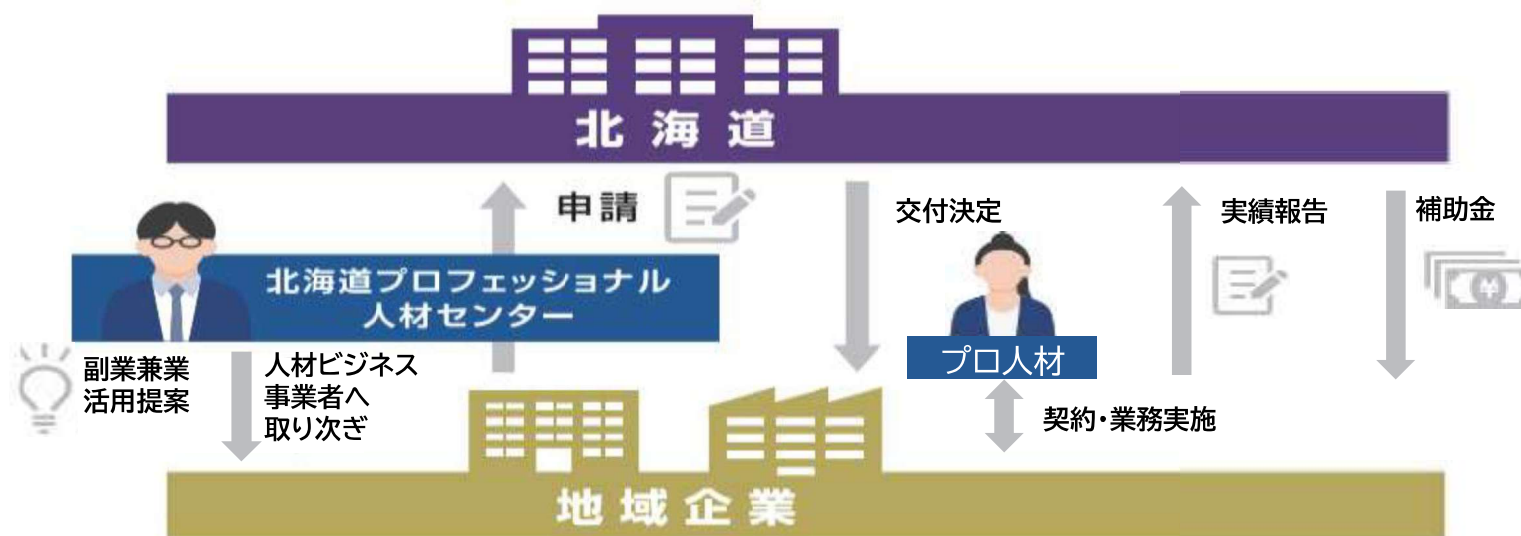 北海道
申請
交付決定
実績報告
補助金
北海道プロフェッショナル
人材センター
プロ人材
副業兼業
活用提案
人材ビジネス
事業者へ
取り次ぎ
契約・業務実施
地域企業
¥